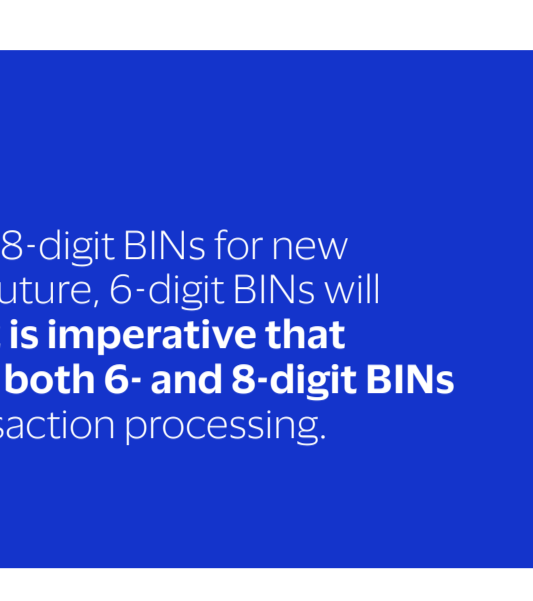 8-digit BINs for new
uture, 6-digit BINs will
is imperative that
both 6- and 8-digit BINs
saction processing.